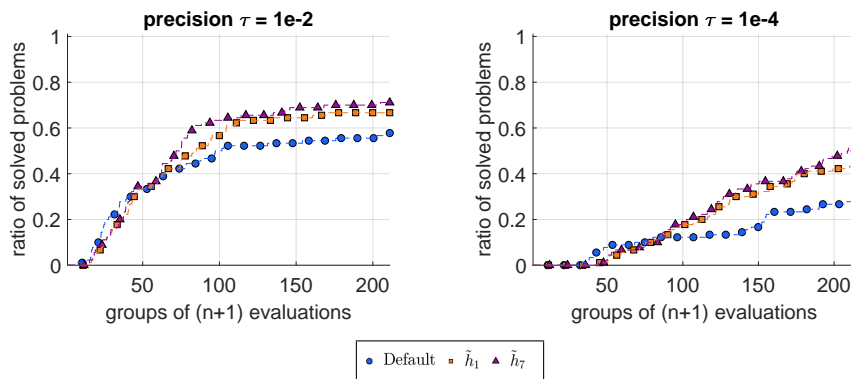 precision τ = 1e-2
1
0.8
0.6
0.4
0.2
0
50
100
150
200
ratio of solved problems
groups of (n+1) evaluations
precision τ = 1e-4
1
0.8
0.6
0.4
0.2
0
50
100
150
200
ratio of solved problems
groups of (n+1) evaluations
Default h̃₁ h̃₇